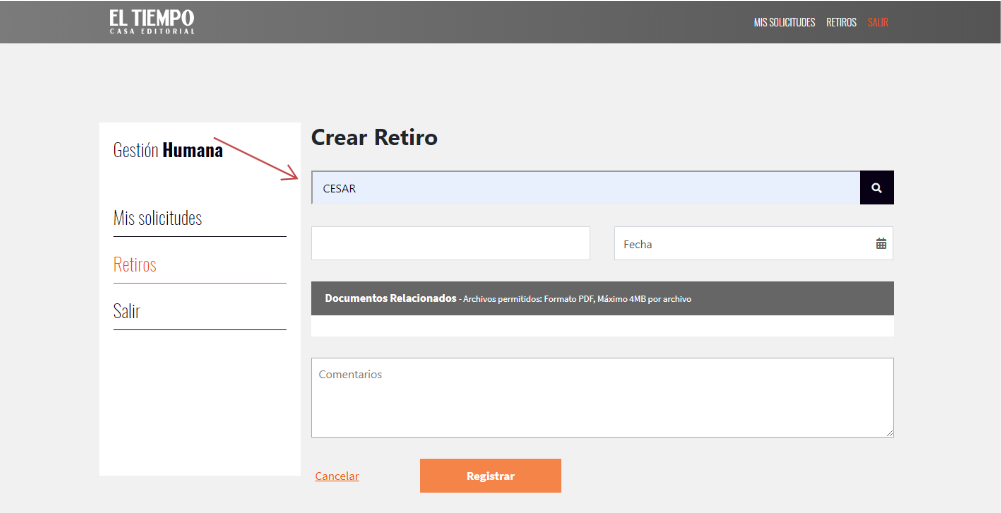 EL TIEMPO
CASA EDITORIAL
MIS SOLICITUDES RETIROS SALIR
Gestión Humana
Mis solicitudes
Retiros
Salir
Crear Retiro
CESAR
Fecha
Documentos Relacionados - Archivos permitidos: Formato PDF, Máximo 4MB por archivo
Comentarios
Cancelar
Registrar